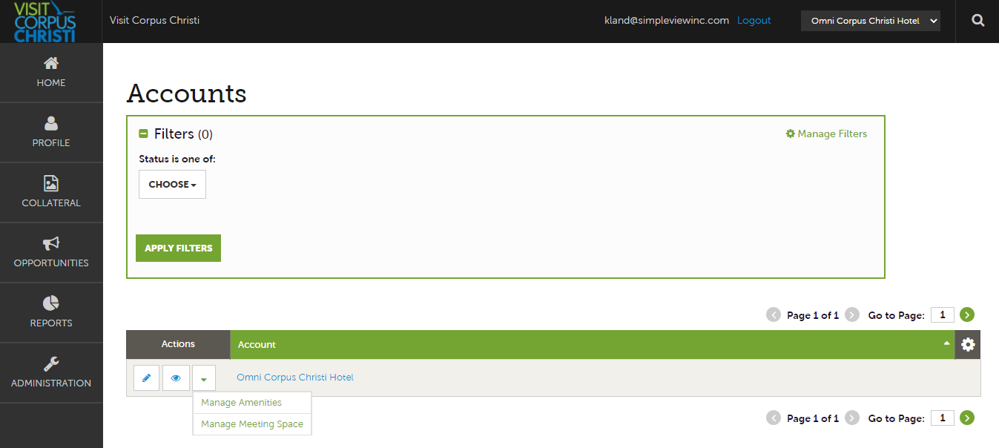 VISIT
CORPUS
CHRISTI
Visit Corpus Christi
kland@simpleviewinc.com Logout
Omni Corpus Christi Hotel
HOME
PROFILE
COLLATERAL
OPPORTUNITIES
REPORTS
ADMINISTRATION
Accounts
Filters (0)
Manage Filters
Status is one of:
CHOOSE
APPLY FILTERS
Page 1 of 1 Go to Page: 1
Actions Account
Omni Corpus Christi Hotel
Manage Amenities
Manage Meeting Space
Page 1 of 1 Go to Page: 1